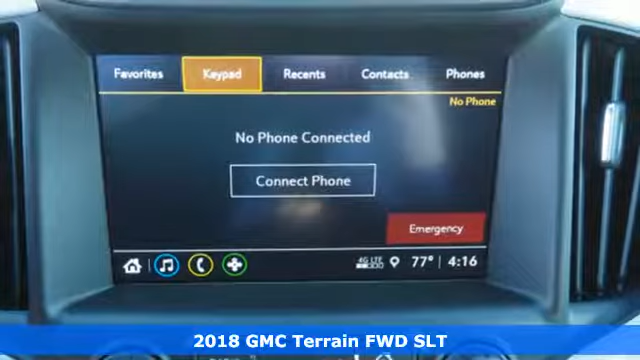 Favorites Keypad Recents Contacts Phones
No Phone
No Phone Connected
Connect Phone
Emergency
4G LTE 77° 4:16
2018 GMC Terrain FWD SLT